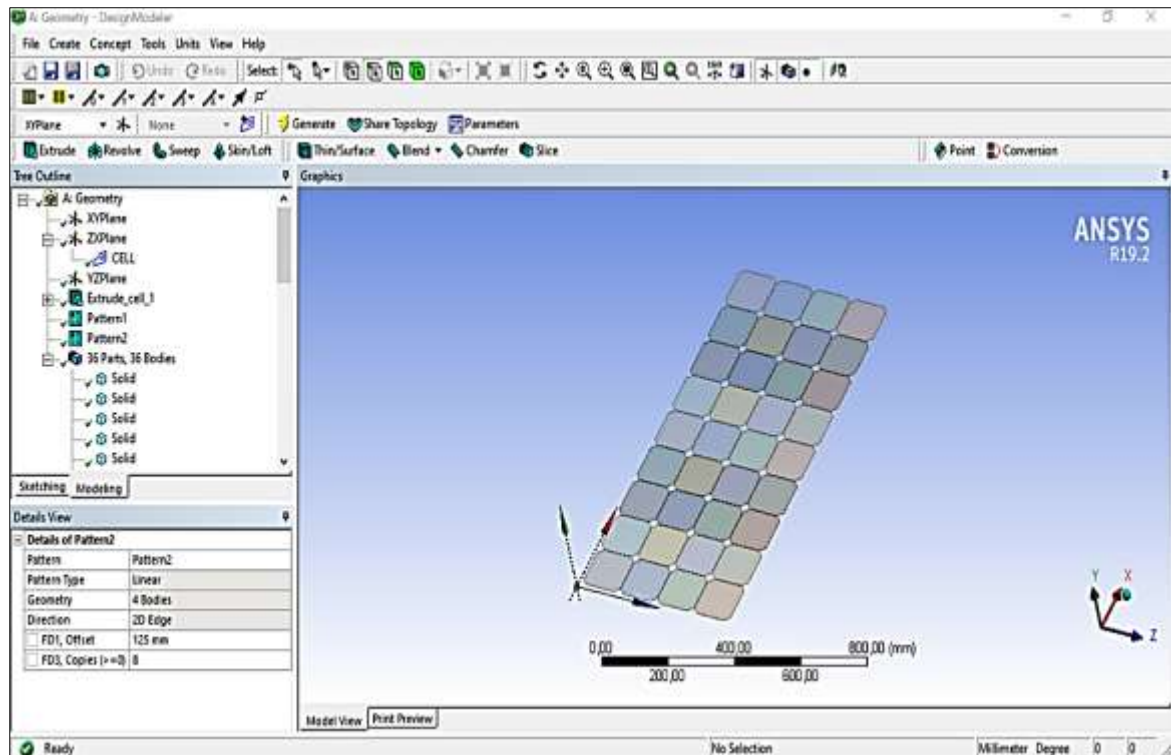 A: Geometry - DesignModeler
File Create Concept Tools Units View Help
Undo Redo Select:
XYPlane None Generate Share Topology Parameters
Extrude Revolve Sweep Skin/Loft Thin/Surface Blend Chamfer Slice Point Conversion
Tree Outline
A: Geometry
XYPlane
ZXPlane
CELL
YZPlane
Extrude_cell_1
Pattern1
Pattern2
36 Parts, 36 Bodies
Solid
Solid
Solid
Solid
Solid
Sketching Modeling
Details View
Details of Pattern2
Pattern Pattern2
Pattern Type Linear
Geometry 4 Bodies
Direction 2D Edge
FD1, Offset 125 mm
FD3, Copies (>=0) 8
Graphics
ANSYS
R19.2
Y X
Z
0,00 400,00 800,00 (mm)
200,00 600,00
Model View Print Preview
Ready No Selection Millimeter Degree 0 0